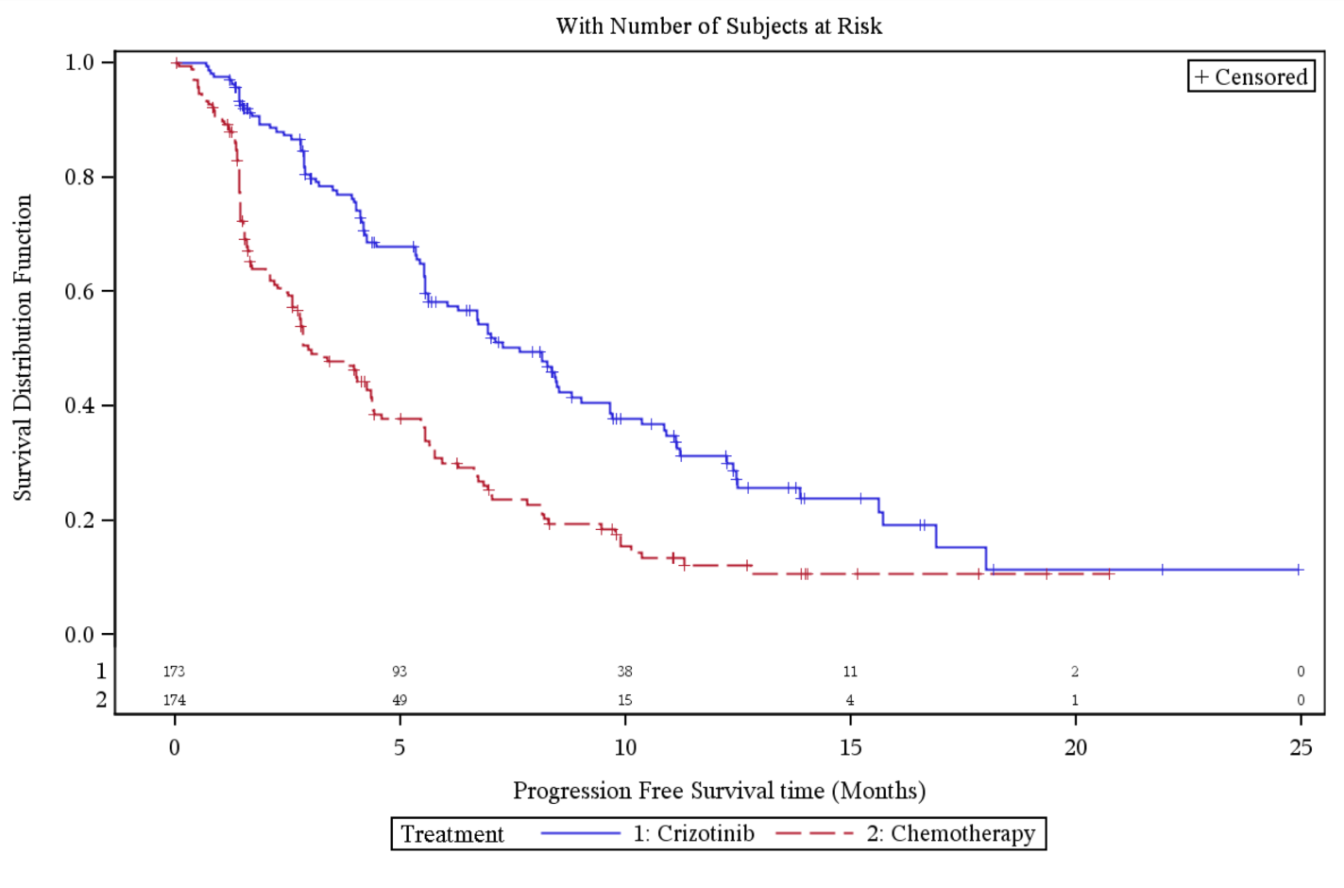 With Number of Subjects at Risk
+ Censored
Survival Distribution Function
1.0
0.8
0.6
0.4
0.2
0.0
1 173 93 38 11 2 0
2 174 49 15 4 1 0
0 5 10 15 20 25
Progression Free Survival time (Months)
Treatment 1: Crizotinib 2: Chemotherapy